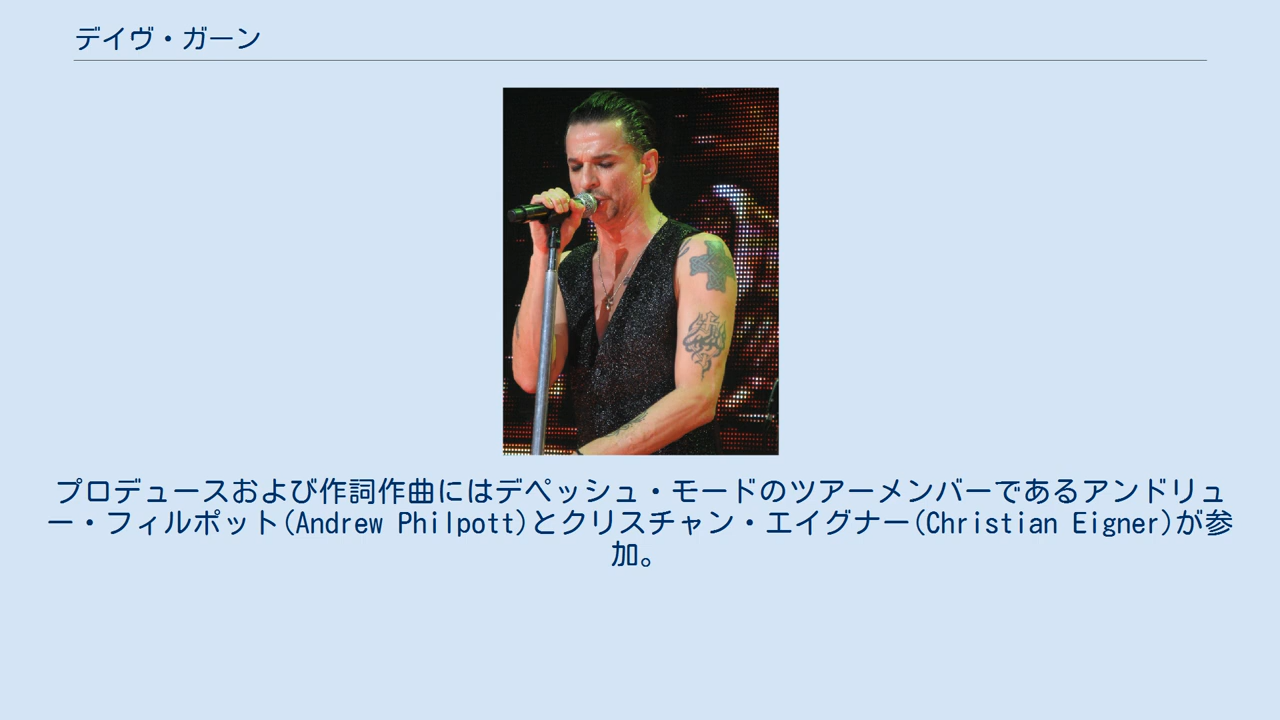 デイヴ・ガーン
プロデュースおよび作詞作曲にはデペッシュ・モードのツアーメンバーであるアンドリュ
ー・フィルポット(Andrew Philpott)とクリスチャン・エイグナー(Christian Eigner)が参
加。